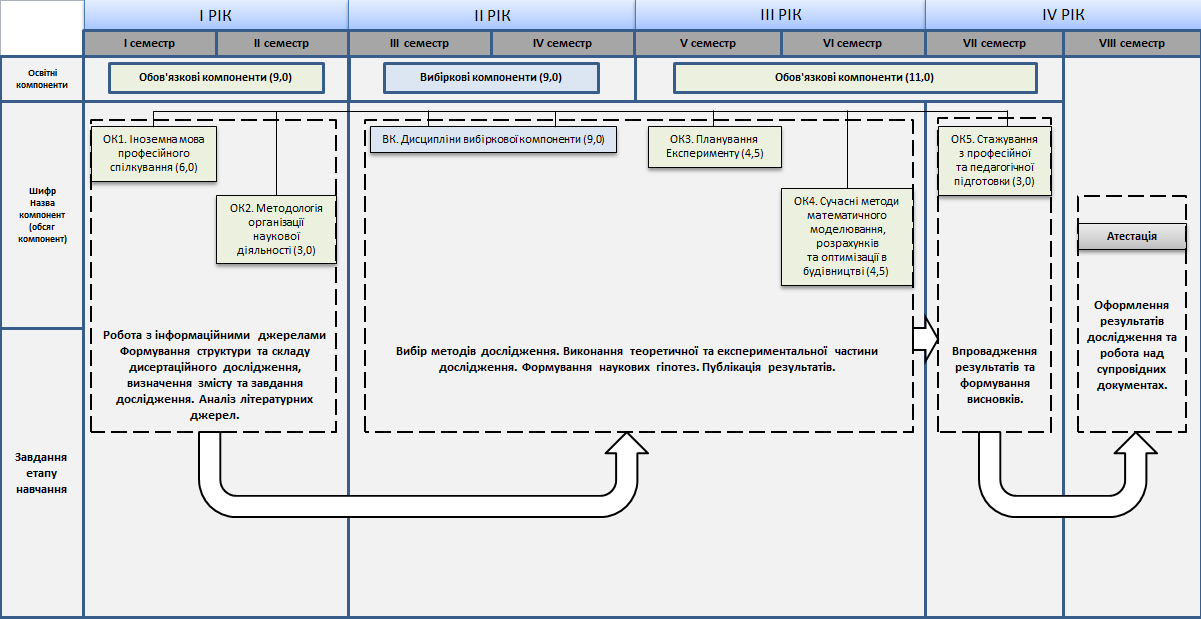 І РІК
ІІ РІК
ІІІ РІК
IV РІК
І семестр
ІІ семестр
ІІІ семестр
IV семестр
V семестр
VI семестр
VII семестр
VIII семестр
Освітні
компоненти
Обов'язкові компоненти (9,0)
Вибіркові компоненти (9,0)
Обов'язкові компоненти (11,0)
Шифр
Назва
компонент
(обсяг
компонент)
ОК1. Іноземна мова
професійного
спілкування (6,0)
ОК2. Методологія
організації
наукової
діяльності (3,0)
ВК. Дисципліни вибіркової компоненти (9,0)
ОК3. Планування
Експерименту (4,5)
ОК4. Сучасні методи
математичного
моделювання,
розрахунків
та оптимізації в
будівництві (4,5)
ОК5. Стажування
з професійної
та педагогічної
підготовки (3,0)
Атестація
Завдання
етапу
навчання
Робота з інформаційними джерелами
Формування структури та складу
дисертаційного дослідження,
визначення змісту та завдання
дослідження. Аналіз літературних
джерел.
Вибір методів дослідження. Виконання теоретичної та експериментальної частини
дослідження. Формування наукових гіпотез. Публікація результатів.
Впровадження
результатів та
формування
висновків.
Оформлення
результатів
дослідження та
робота над
супровідних
документах.